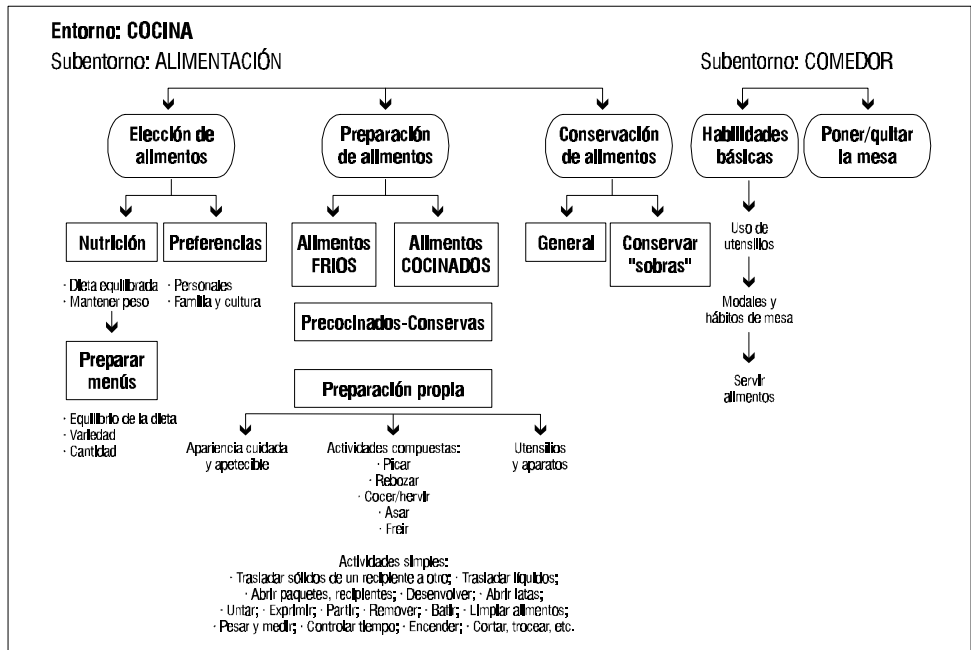 Entorno: COCINA
Subentorno: ALIMENTACIÓN
Subentorno: COMEDOR
Elección de
alimentos
Preparación
de alimentos
Conservación
de alimentos
Habilidades
básicas
Poner/quitar
la mesa
Nutrición
Preferencias
Alimentos
FRIOS
Alimentos
COCINADOS
General
Conservar
"sobras"
Uso de
utensilios
· Dieta equilibrada
· Mantener peso
· Personales
· Familia y cultura
Precocinados-Conservas
Modales y
hábitos de mesa
Preparar
menús
Preparación propia
Servir
alimentos
· Equilibrio de la dieta
· Variedad
· Cantidad
Apariencia cuidada
y apetecible
Actividades compuestas:
· Picar
· Rebozar
· Cocer/hervir
· Asar
· Freir
Utensilios
y aparatos
Actividades simples:
· Trasladar sólidos de un recipiente a otro; · Trasladar líquidos;
· Abrir paquetes, recipientes; · Desenvolver; · Abrir latas;
· Untar; · Exprimir; · Partir; · Remover; · Batir; · Limpiar alimentos;
· Pesar y medir; · Controlar tiempo; · Encender; · Cortar, trocear, etc.